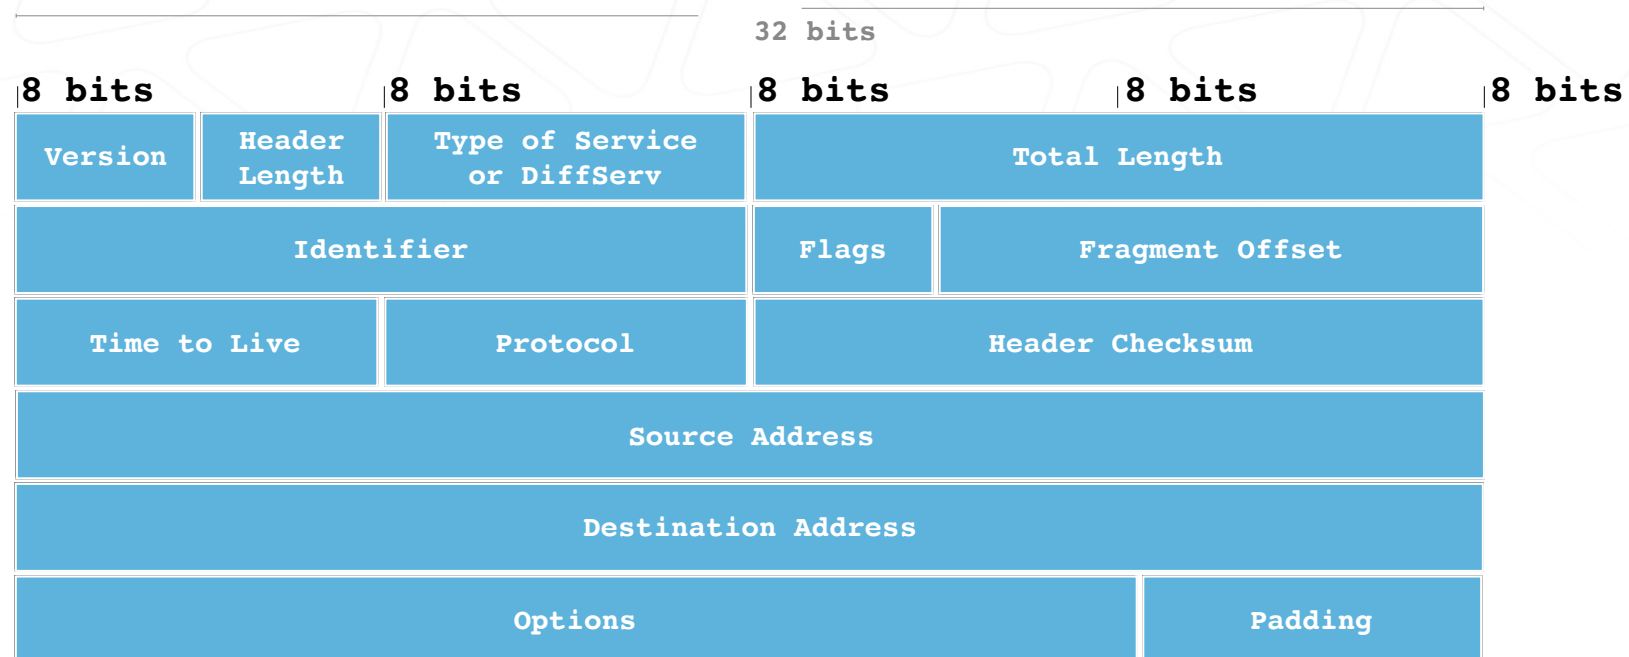 32 bits
8 bits 8 bits 8 bits 8 bits 8 bits
Version Header Length Type of Service or DiffServ Total Length
Identifier Flags Fragment Offset
Time to Live Protocol Header Checksum
Source Address
Destination Address
Options Padding